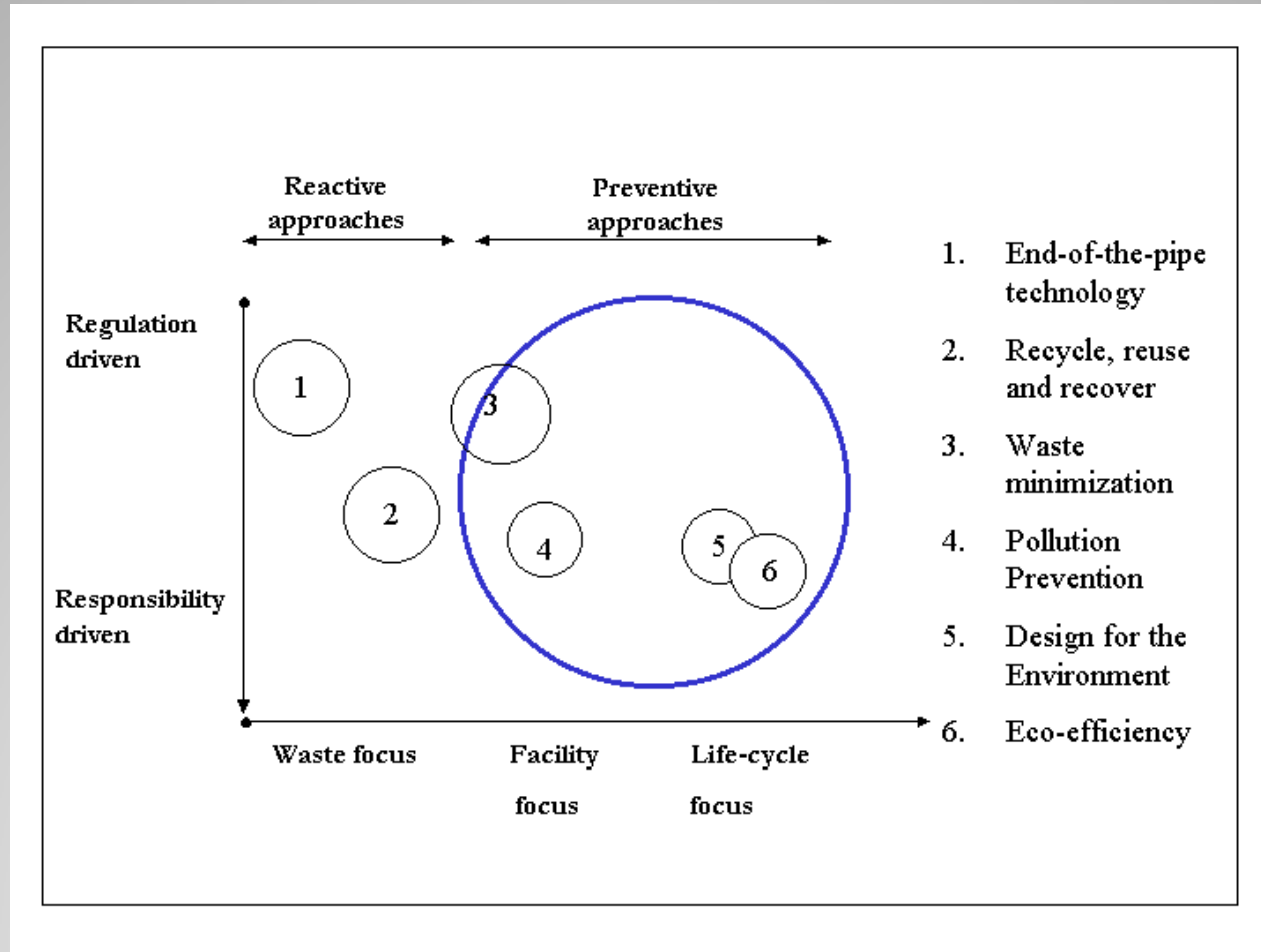 Reactive
approaches
Preventive
approaches
Regulation
driven
Responsibility
driven
1
2
3
4
5
6
Waste focus
Facility
focus
Life-cycle
focus
1. End-of-the-pipe
technology
2. Recycle, reuse
and recover
3. Waste
minimization
4. Pollution
Prevention
5. Design for the
Environment
6. Eco-efficiency